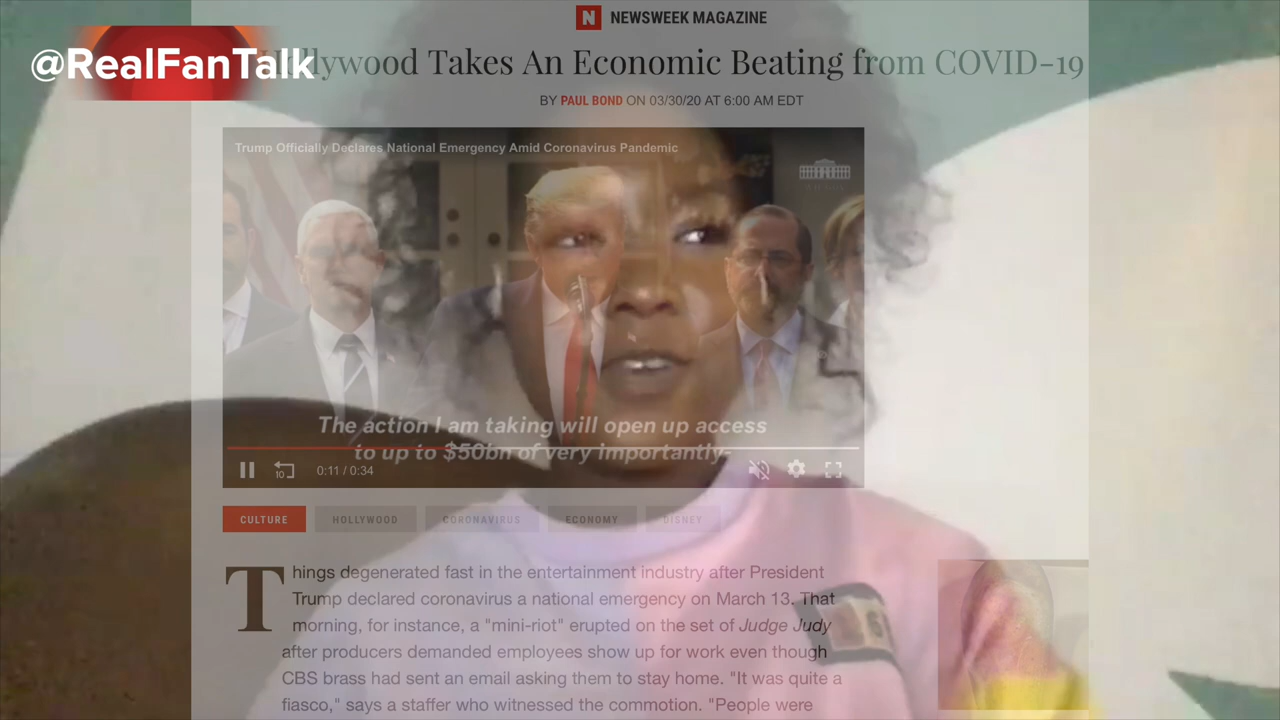 N NEWSWEEK MAGAZINE
@RealFanTalk
Hollywood Takes An Economic Beating from COVID-19
BY PAUL BOND ON 03/30/20 AT 6:00 AM EDT
Trump Officially Declares National Emergency Amid Coronavirus Pandemic
The action I am taking will open up access
to up to $50bn of very importantly-
10 0:11 / 0:34
CULTURE HOLLYWOOD CORONAVIRUS ECONOMY DISNEY
Things degenerated fast in the entertainment industry after President
Trump declared coronavirus a national emergency on March 13. That
morning, for instance, a "mini-riot" erupted on the set of Judge Judy
after producers demanded employees show up for work even though
CBS brass had sent an email asking them to stay home. "It was quite a
fiasco," says a staffer who witnessed the commotion. "People were